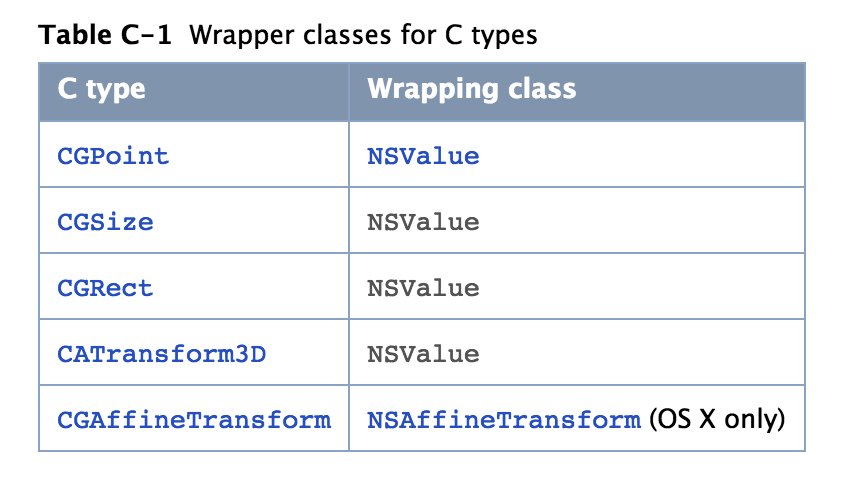 Table C-1 Wrapper classes for C types
C type Wrapping class
CGPoint NSValue
CGSize NSValue
CGRect NSValue
CATransform3D NSValue
CGAffineTransform NSAffineTransform (OS X only)